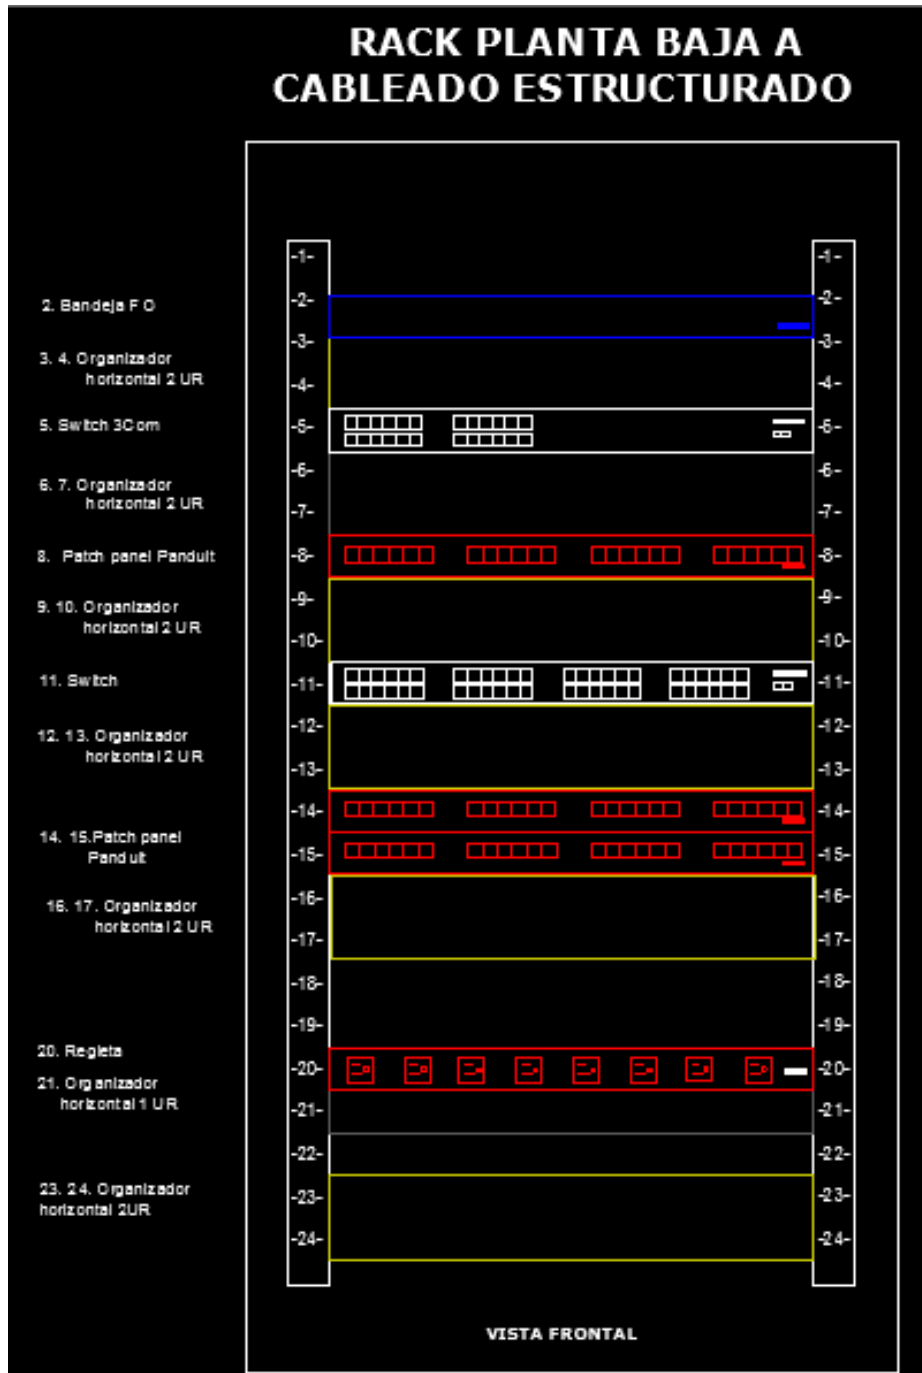 RACK PLANTA BAJA A
CABLEADO ESTRUCTURADO
-1- -1-
2. Bandeja F O -2- -2-
-3- -3-
3. 4. Organizador
horizontal 2 UR -4- -4-
5. Switch 3Com -5- -5-
-6- -6-
6. 7. Organizador
horizontal 2 UR -7- -7-
8. Patch panel Panduit -8- -8-
-9- -9-
9. 10. Organizador
horizontal 2 UR -10- -10-
11. Switch -11- -11-
-12- -12-
12. 13. Organizador
horizontal 2 UR -13- -13-
-14- -14-
14. 15.Patch panel
Panduit -15- -15-
-16- -16-
16. 17. Organizador
horizontal 2 UR -17- -17-
-18- -18-
-19- -19-
20. Regleta -20- -20-
21. Organizador
horizontal 1 UR -21- -21-
-22- -22-
23. 24. Organizador -23- -23-
horizontal 2UR
-24- -24-
VISTA FRONTAL